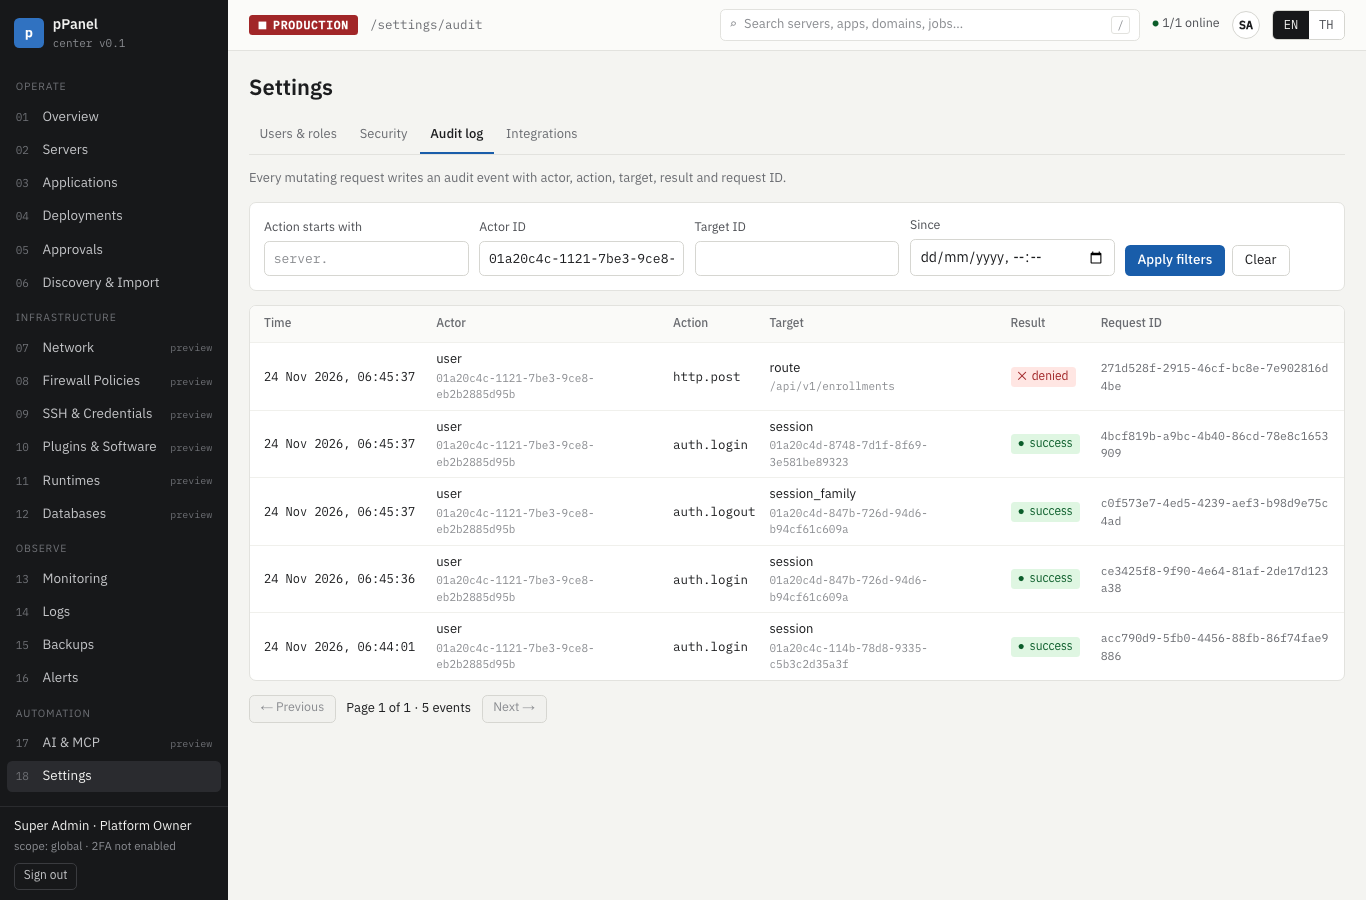 p
pPanel
center v0.1
OPERATE
01 Overview
02 Servers
03 Applications
04 Deployments
05 Approvals
06 Discovery & Import
INFRASTRUCTURE
07 Network preview
08 Firewall Policies preview
09 SSH & Credentials preview
10 Plugins & Software preview
11 Runtimes preview
12 Databases preview
OBSERVE
13 Monitoring
14 Logs
15 Backups
16 Alerts
AUTOMATION
17 AI & MCP preview
18 Settings
Super Admin · Platform Owner
scope: global · 2FA not enabled
Sign out
PRODUCTION /settings/audit
Search servers, apps, domains, jobs… /
1/1 online
SA
EN TH
Settings
Users & roles Security Audit log Integrations
Every mutating request writes an audit event with actor, action, target, result and request ID.
Action starts with Actor ID Target ID Since
server. 01a20c4c-1121-7be3-9ce8- dd/mm/yyyy, --:-- Apply filters Clear
Time Actor Action Target Result Request ID
24 Nov 2026, 06:45:37
user
01a20c4c-1121-7be3-9ce8-
eb2b2885d95b
http.post
route
/api/v1/enrollments
denied
271d528f-2915-46cf-bc8e-7e902816d
4be
24 Nov 2026, 06:45:37
user
01a20c4c-1121-7be3-9ce8-
eb2b2885d95b
auth.login
session
01a20c4d-8748-7d1f-8f69-
3e581be89323
success
4bcf819b-a9bc-4b40-86cd-78e8c1653
909
24 Nov 2026, 06:45:37
user
01a20c4c-1121-7be3-9ce8-
eb2b2885d95b
auth.logout
session_family
01a20c4d-847b-726d-94d6-
b94cf61c609a
success
c0f573e7-4ed5-4239-aef3-b98d9e75c
4ad
24 Nov 2026, 06:45:36
user
01a20c4c-1121-7be3-9ce8-
eb2b2885d95b
auth.login
session
01a20c4d-847b-726d-94d6-
b94cf61c609a
success
ce3425f8-9f90-4e64-81af-2de17d123
a38
24 Nov 2026, 06:44:01
user
01a20c4c-1121-7be3-9ce8-
eb2b2885d95b
auth.login
session
01a20c4c-114b-78d8-9335-
c5b3c2d35a3f
success
acc790d9-5fb0-4456-88fb-86f74fae9
886
← Previous Page 1 of 1 · 5 events Next →